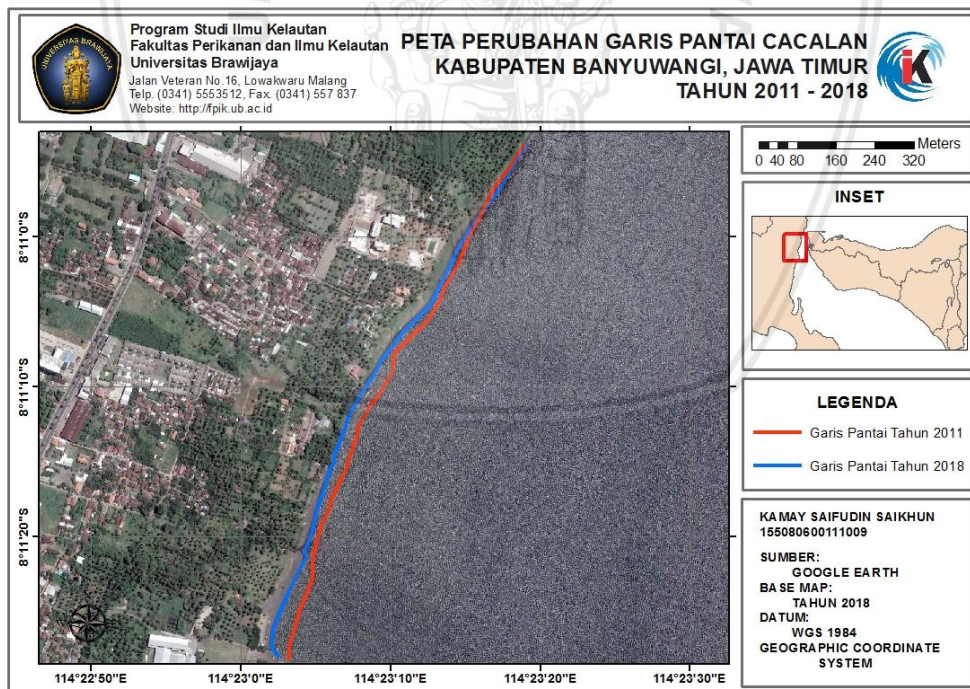 UNIVERSITAS BRAWIJAYA
Program Studi Ilmu Kelautan
Fakultas Perikanan dan Ilmu Kelautan
Universitas Brawijaya
Jalan Veteran No.16, Lowakwaru Malang
Telp. (0341) 5553512, Fax. (0341) 557 837
Website: http://fpik.ub.ac.id
PETA PERUBAHAN GARIS PANTAI CACALAN
KABUPATEN BANYUWANGI, JAWA TIMUR
TAHUN 2011 - 2018
iK
Meters
0 40 80 160 240 320
INSET
LEGENDA
Garis Pantai Tahun 2011
Garis Pantai Tahun 2018
KAMAY SAIFUDIN SAIKHUN
155080600111009
SUMBER:
GOOGLE EARTH
BASE MAP:
TAHUN 2018
DATUM:
WGS 1984
GEOGRAPHIC COORDINATE
SYSTEM
8°11'0"S
8°11'10"S
8°11'20"S
114°22'50"E 114°23'0"E 114°23'10"E 114°23'20"E 114°23'30"E